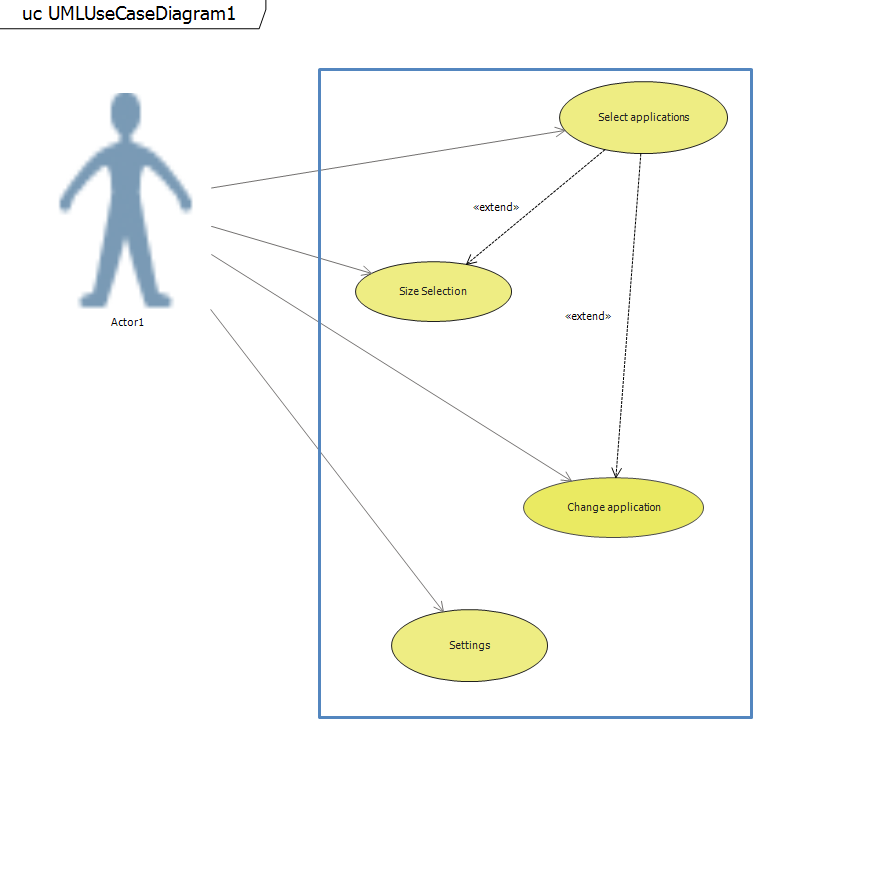 uc UMLUseCaseDiagram1
Select applications
«extend»
Size Selection
«extend»
Actor1
Change application
Settings